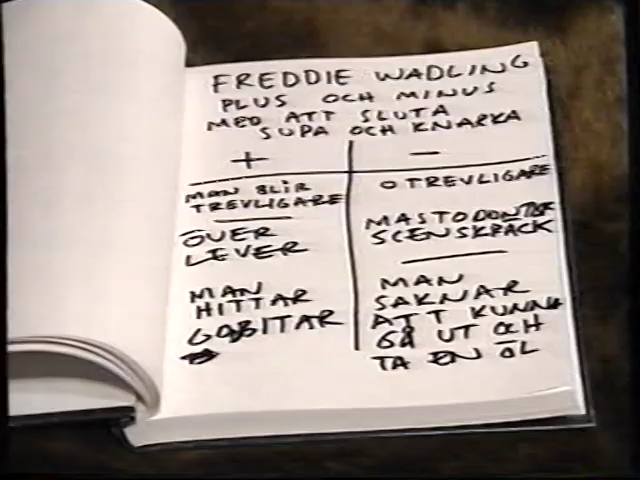 FREDDIE WADLING
PLUS OCH MINUS
MED ATT SLUTA
SUPA OCH KNARKA
+ −
MAN BLIR
TREVLIGARE
ÖVER
LEVER
MAN
HITTAR
GOBITAR
OTREVLIGARE
MASTODONT
SCENSKRÄCK
MAN
SAKNAR
ATT KUNNA
GÅ UT OCH
TA EN ÖL